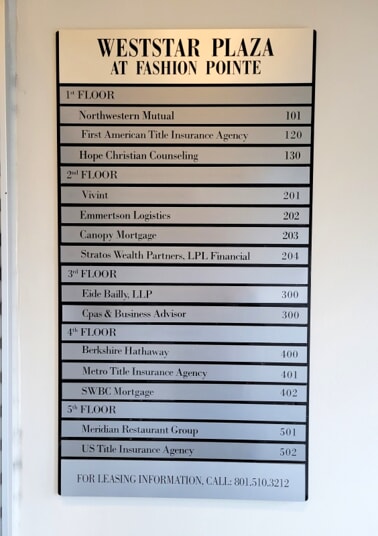 WESTSTAR PLAZA
AT FASHION POINTE
1st FLOOR
Northwestern Mutual 101
First American Title Insurance Agency 120
Hope Christian Counseling 130
2nd FLOOR
Vivint 201
Emmertson Logistics 202
Canopy Mortgage 203
Stratos Wealth Partners, LPL Financial 204
3rd FLOOR
Eide Bailly, LLP 300
Cpas & Business Advisor 300
4th FLOOR
Berkshire Hathaway 400
Metro Title Insurance Agency 401
SWBC Mortgage 402
5th FLOOR
Meridian Restaurant Group 501
US Title Insurance Agency 502
FOR LEASING INFORMATION, CALL: 801.510.3212